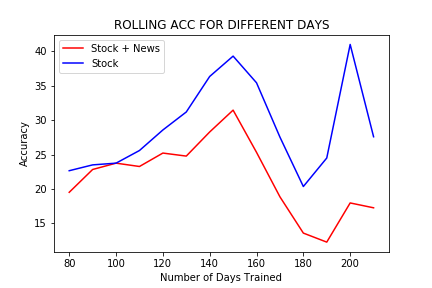 ROLLING ACC FOR DIFFERENT DAYS
Stock + News
Stock
40
35
30
25
20
15
Accuracy
80 100 120 140 160 180 200
Number of Days Trained